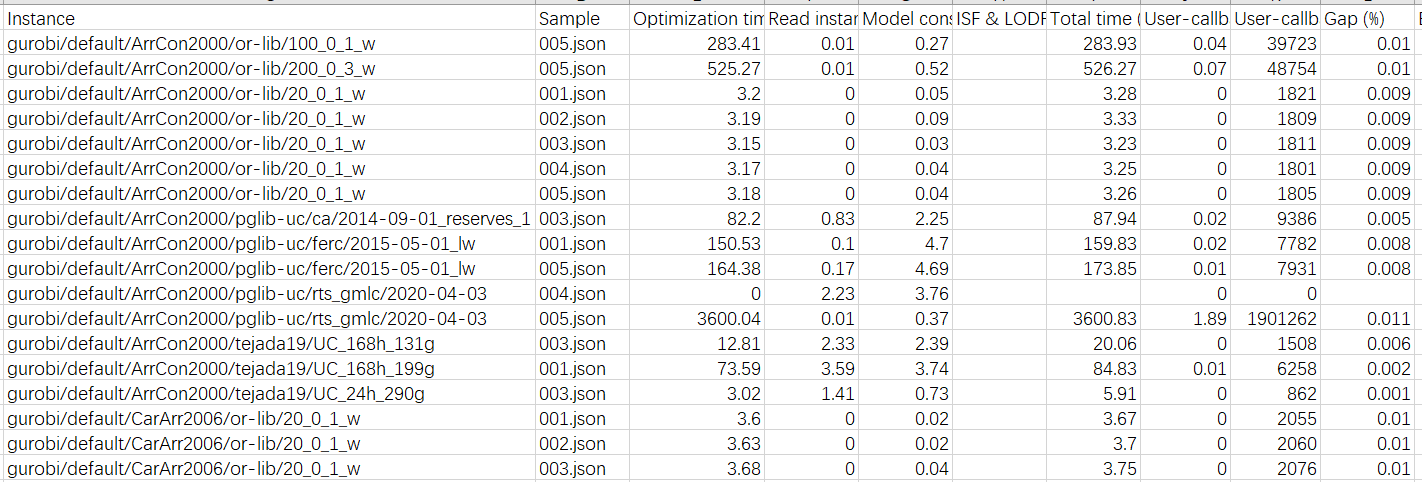 Instance Sample Optimization tim Read instar Model cons ISF & LODF Total time ( User-callb User-callb Gap (%)
gurobi/default/ArrCon2000/or-lib/100_0_1_w 005.json 283.41 0.01 0.27 283.93 0.04 39723 0.01
gurobi/default/ArrCon2000/or-lib/200_0_3_w 005.json 525.27 0.01 0.52 526.27 0.07 48754 0.01
gurobi/default/ArrCon2000/or-lib/20_0_1_w 001.json 3.2 0 0.05 3.28 0 1821 0.009
gurobi/default/ArrCon2000/or-lib/20_0_1_w 002.json 3.19 0 0.09 3.33 0 1809 0.009
gurobi/default/ArrCon2000/or-lib/20_0_1_w 003.json 3.15 0 0.03 3.23 0 1811 0.009
gurobi/default/ArrCon2000/or-lib/20_0_1_w 004.json 3.17 0 0.04 3.25 0 1801 0.009
gurobi/default/ArrCon2000/or-lib/20_0_1_w 005.json 3.18 0 0.04 3.26 0 1805 0.009
gurobi/default/ArrCon2000/pglib-uc/ca/2014-09-01_reserves_1 003.json 82.2 0.83 2.25 87.94 0.02 9386 0.005
gurobi/default/ArrCon2000/pglib-uc/ferc/2015-05-01_lw 001.json 150.53 0.1 4.7 159.83 0.02 7782 0.008
gurobi/default/ArrCon2000/pglib-uc/ferc/2015-05-01_lw 005.json 164.38 0.17 4.69 173.85 0.01 7931 0.008
gurobi/default/ArrCon2000/pglib-uc/rts_gmlc/2020-04-03 004.json 0 2.23 3.76 0 0
gurobi/default/ArrCon2000/pglib-uc/rts_gmlc/2020-04-03 005.json 3600.04 0.01 0.37 3600.83 1.89 1901262 0.011
gurobi/default/ArrCon2000/tejada19/UC_168h_131g 003.json 12.81 2.33 2.39 20.06 0 1508 0.006
gurobi/default/ArrCon2000/tejada19/UC_168h_199g 001.json 73.59 3.59 3.74 84.83 0.01 6258 0.002
gurobi/default/ArrCon2000/tejada19/UC_24h_290g 003.json 3.02 1.41 0.73 5.91 0 862 0.001
gurobi/default/CarArr2006/or-lib/20_0_1_w 001.json 3.6 0 0.02 3.67 0 2055 0.01
gurobi/default/CarArr2006/or-lib/20_0_1_w 002.json 3.63 0 0.02 3.7 0 2060 0.01
gurobi/default/CarArr2006/or-lib/20_0_1_w 003.json 3.68 0 0.04 3.75 0 2076 0.01